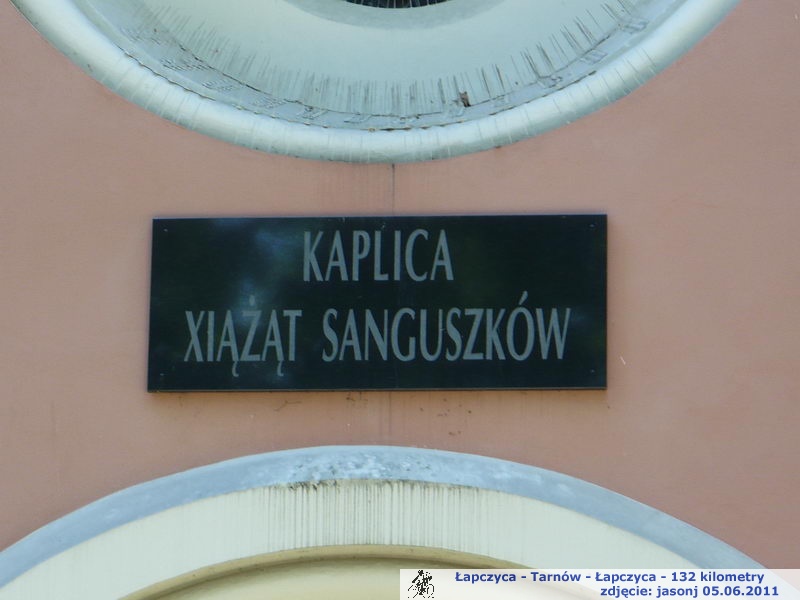 KAPLICA
XIĄŻĄT SANGUSZKÓW
Łapczyca - Tarnów - Łapczyca - 132 kilometry
zdjęcie: jasonj 05.06.2011